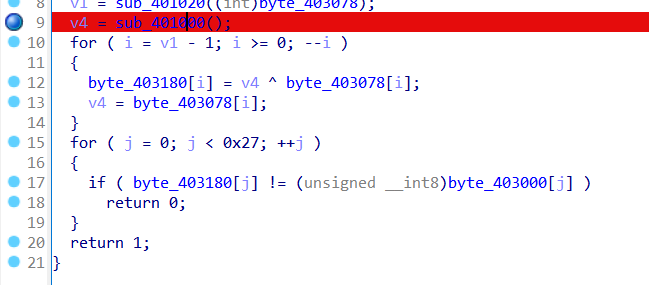 8 v1 = sub_401020((int)byte_403078);
9 v4 = sub_401000();
10 for ( i = v1 - 1; i >= 0; --i )
11 {
12 byte_403180[i] = v4 ^ byte_403078[i];
13 v4 = byte_403078[i];
14 }
15 for ( j = 0; j < 0x27; ++j )
16 {
17 if ( byte_403180[j] != (unsigned __int8)byte_403000[j] )
18 return 0;
19 }
20 return 1;
21 }